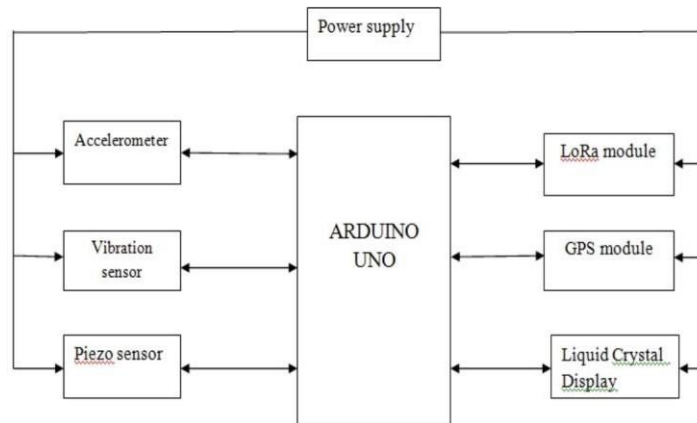 Power supply
Accelerometer
Vibration
sensor
Piezo sensor
ARDUINO
UNO
LoRa module
GPS module
Liquid Crystal
Display